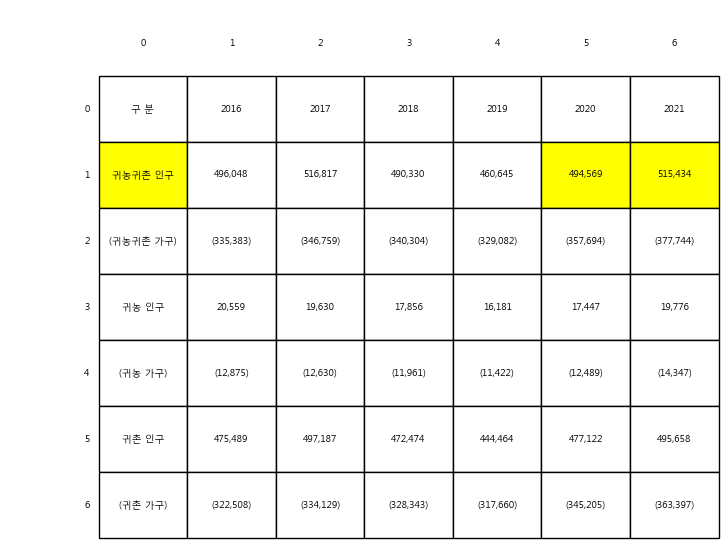 0 1 2 3 4 5 6
0 구 분 2016 2017 2018 2019 2020 2021
1 귀농귀촌 인구 496,048 516,817 490,330 460,645 494,569 515,434
2 (귀농귀촌 가구) (335,383) (346,759) (340,304) (329,082) (357,694) (377,744)
3 귀농 인구 20,559 19,630 17,856 16,181 17,447 19,776
4 (귀농 가구) (12,875) (12,630) (11,961) (11,422) (12,489) (14,347)
5 귀촌 인구 475,489 497,187 472,474 444,464 477,122 495,658
6 (귀촌 가구) (322,508) (334,129) (328,343) (317,660) (345,205) (363,397)